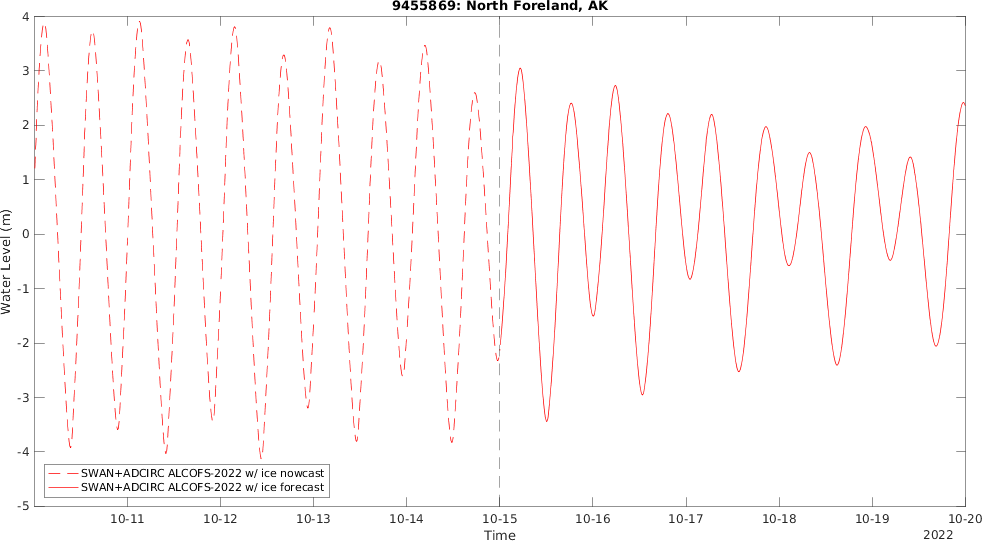 9455869: North Foreland, AK
4
3
2
1
0
-1
-2
-3
-4
-5
Water Level (m)
SWAN+ADCIRC ALCOFS-2022 w/ ice nowcast
SWAN+ADCIRC ALCOFS-2022 w/ ice forecast
10-11 10-12 10-13 10-14 10-15 10-16 10-17 10-18 10-19 10-20
Time
2022